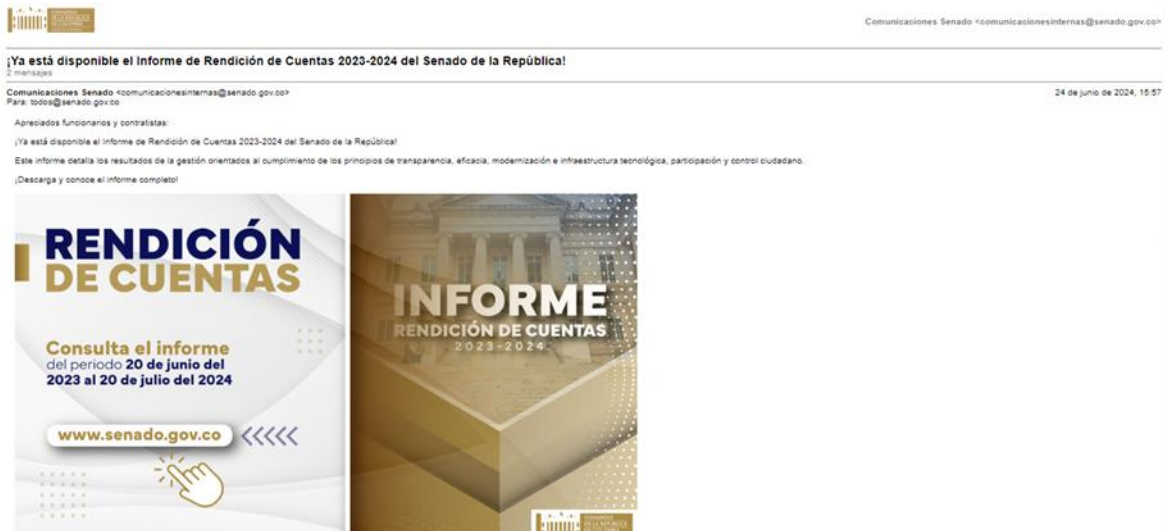 Comunicaciones Senado <comunicacionesinternas@senado.gov.co>
¡Ya está disponible el Informe de Rendición de Cuentas 2023-2024 del Senado de la República!
2 mensajes
Comunicaciones Senado <comunicacionesinternas@senado.gov.co>
24 de junio de 2024, 15:57
Para: todos@senado.gov.co
Apreciados funcionarios y contratistas:
¡Ya está disponible el Informe de Rendición de Cuentas 2023-2024 del Senado de la República!
Este informe detalla los resultados de la gestión orientados al cumplimiento de los principios de transparencia, eficacia, modernización e infraestructura tecnológica, participación y control ciudadano.
¡Descarga y conoce el informe completo!
RENDICIÓN
DE CUENTAS
Consulta el informe
del periodo 20 de junio del
2023 al 20 de julio del 2024
www.senado.gov.co
INFORME
RENDICIÓN DE CUENTAS
2023-2024